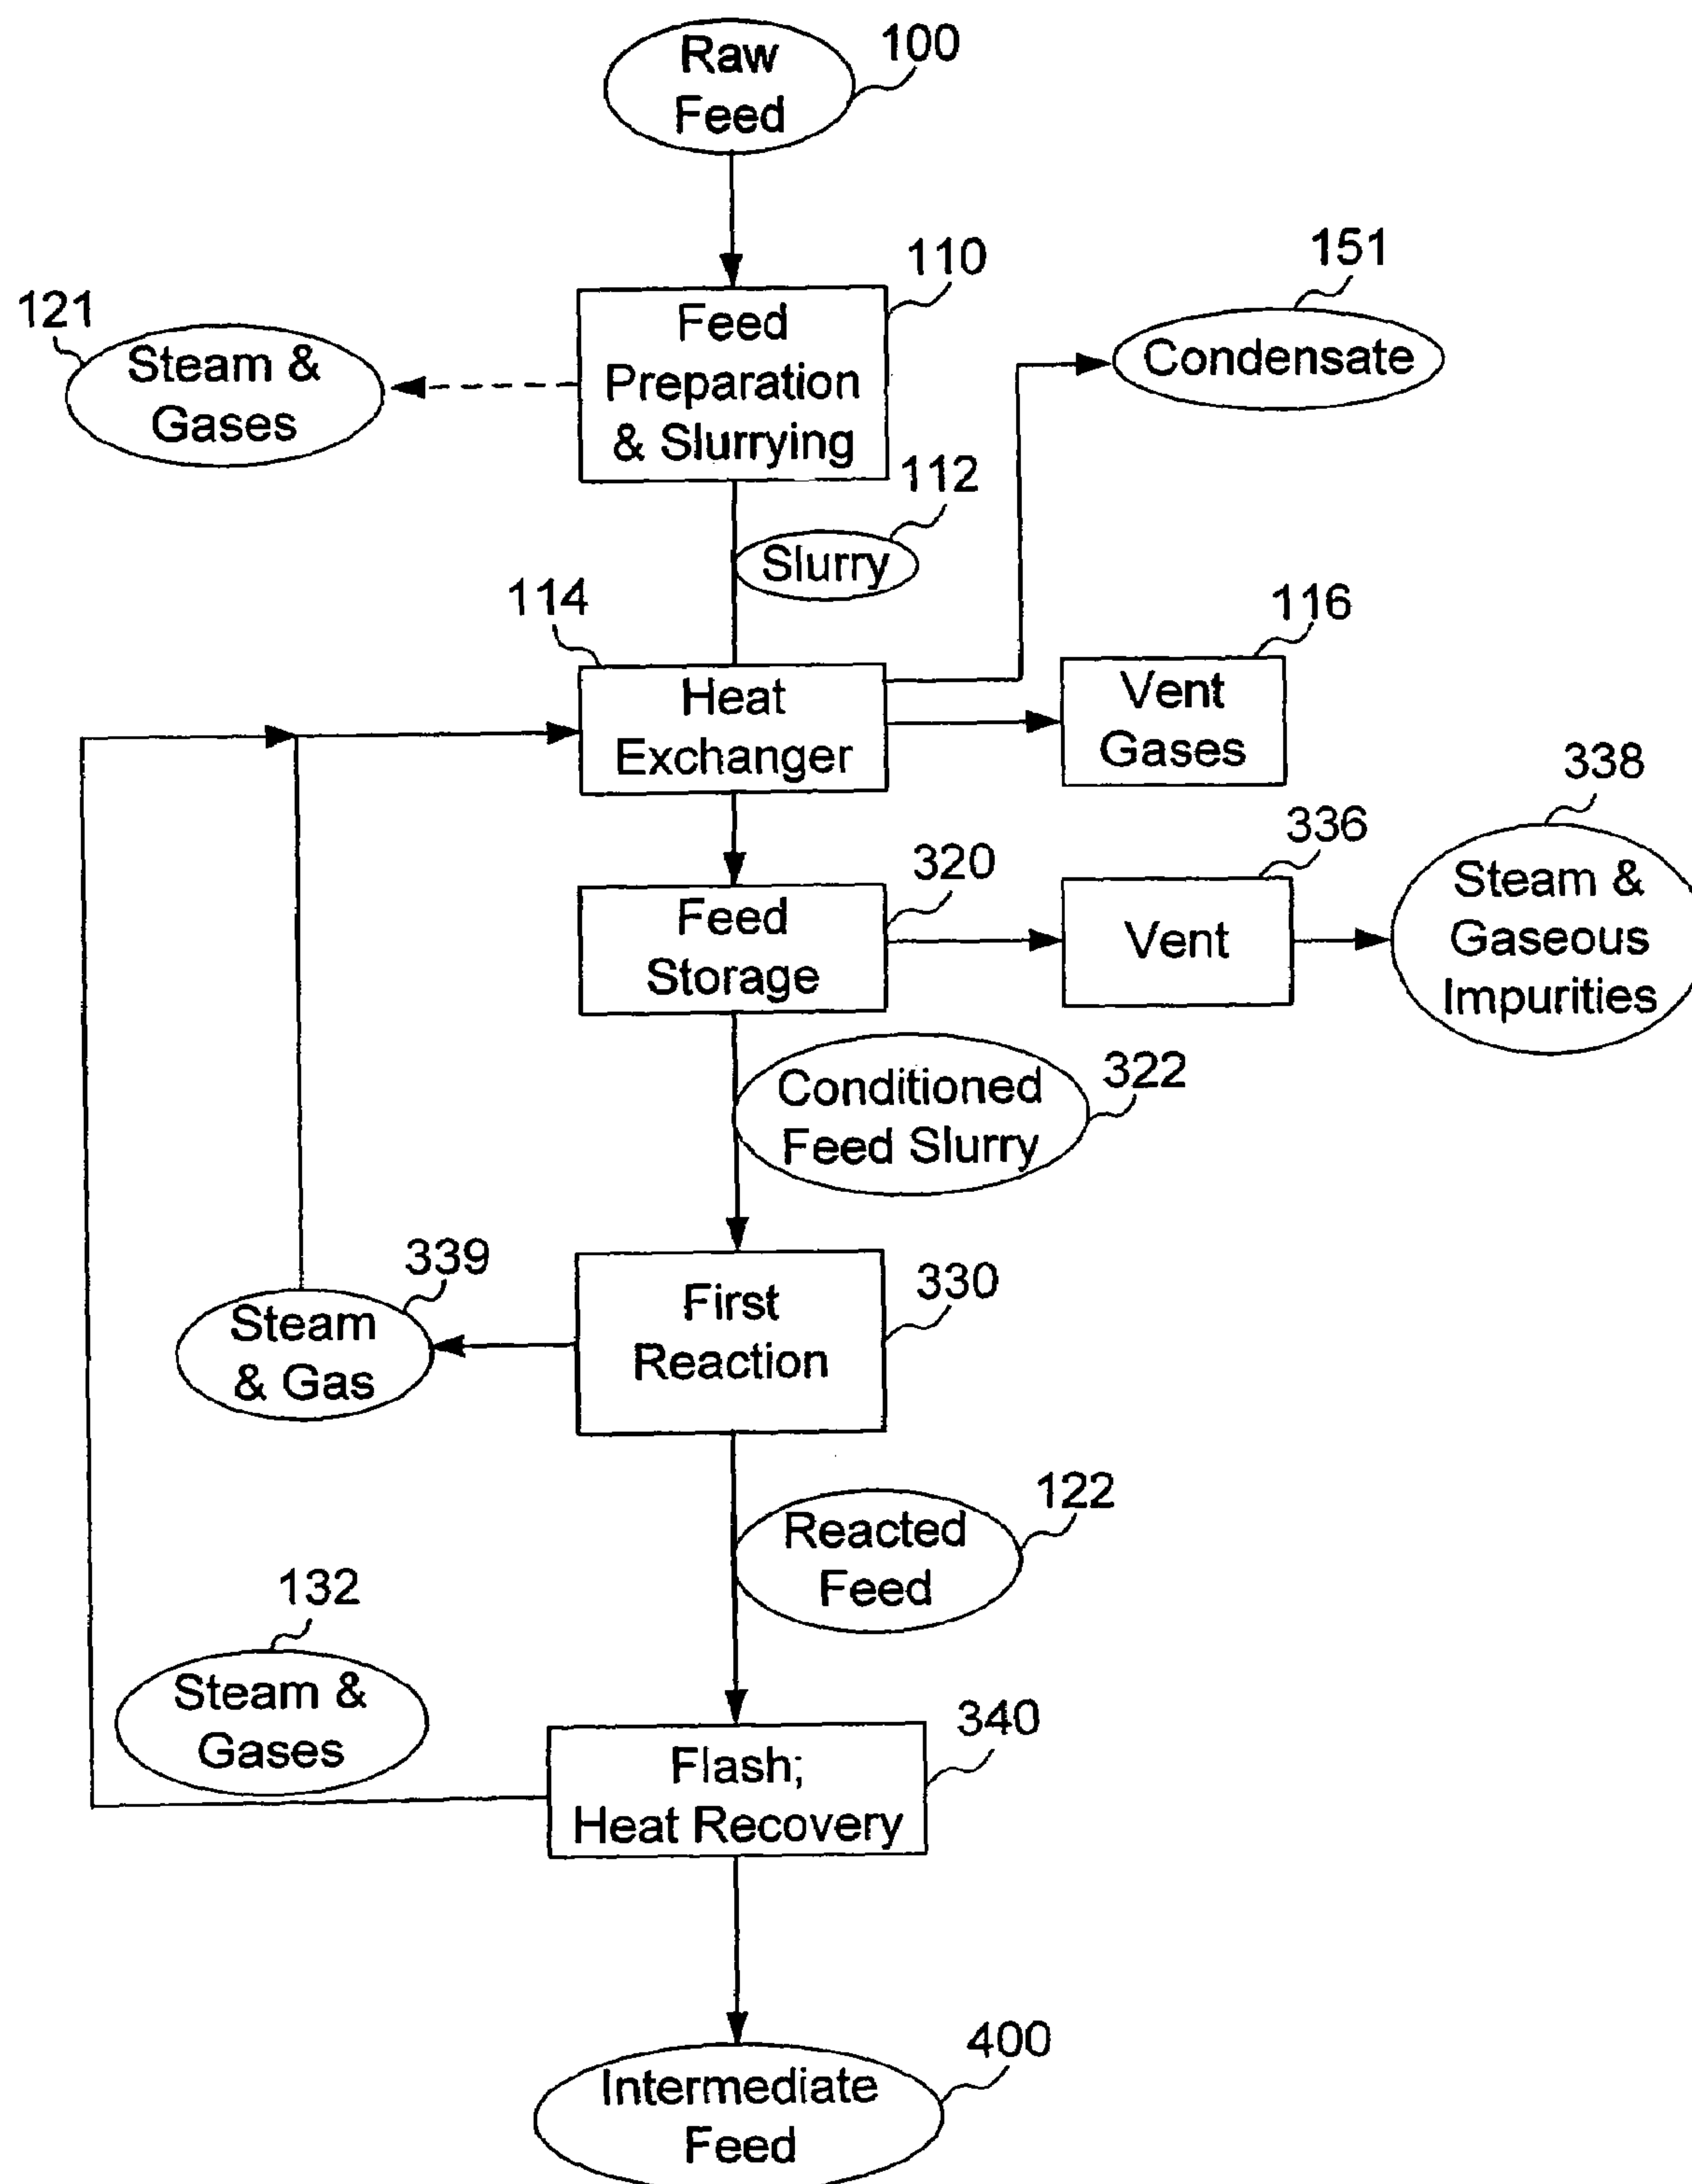 100
Raw
Feed
110
151
121
Feed
Preparation
& Slurrying
Condensate
Steam &
Gases
112
Slurry
114
116
Heat
Exchanger
Vent
Gases
338
336
320
Feed
Storage
Vent
Steam &
Gaseous
Impurities
Conditioned
Feed Slurry
322
339
330
Steam
& Gas
First
Reaction
122
Reacted
Feed
132
Steam &
Gases
340
Flash;
Heat Recovery
400
Intermediate
Feed